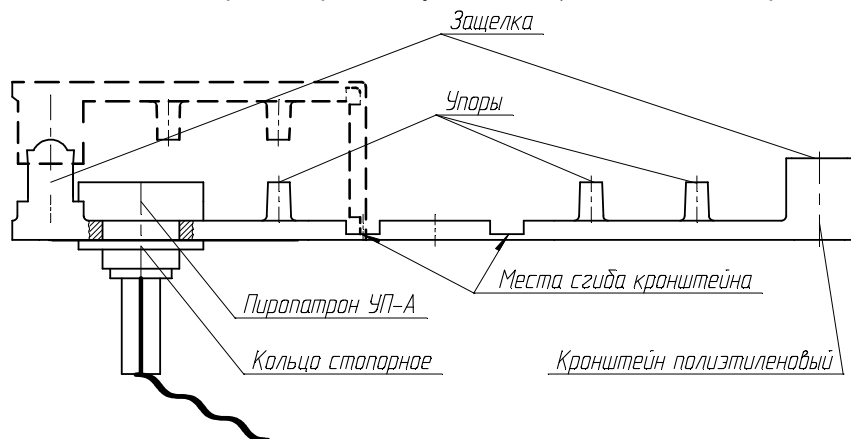 Защелка
Упоры
Места сгиба кронштейна
Пиропатрон УП-А
Кольцо стопорное
Кронштейн полиэтиленовый